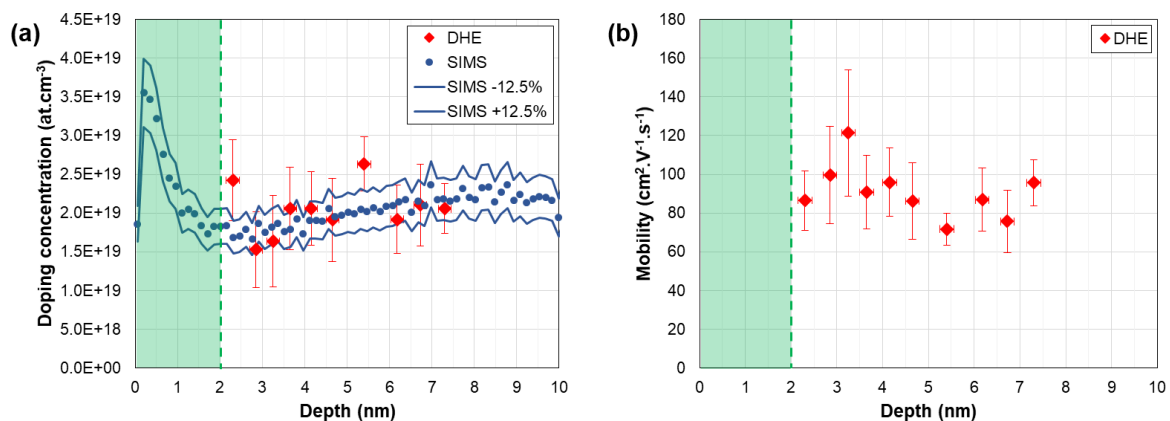 (a)
Doping concentration (at.cm⁻³)
4.5E+19
4.0E+19
3.5E+19
3.0E+19
2.5E+19
2.0E+19
1.5E+19
1.0E+19
5.0E+18
0.0E+00
DHE
SIMS
SIMS -12.5%
SIMS +12.5%
0 1 2 3 4 5 6 7 8 9 10
Depth (nm)
(b)
Mobility (cm².V⁻¹.s⁻¹)
180
160
140
120
100
80
60
40
20
0
DHE
0 1 2 3 4 5 6 7 8 9 10
Depth (nm)